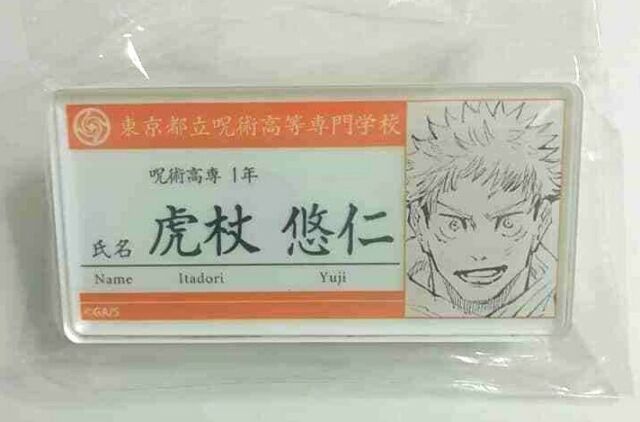 東京都立呪術高等専門学校
呪術高専 1年
氏名 虎杖 悠仁
Name Itadori Yuji
©GA/S